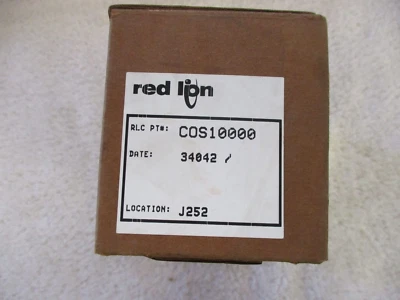 red lion
RLC PT#: COS10000
DATE: 34042 /
LOCATION: J252